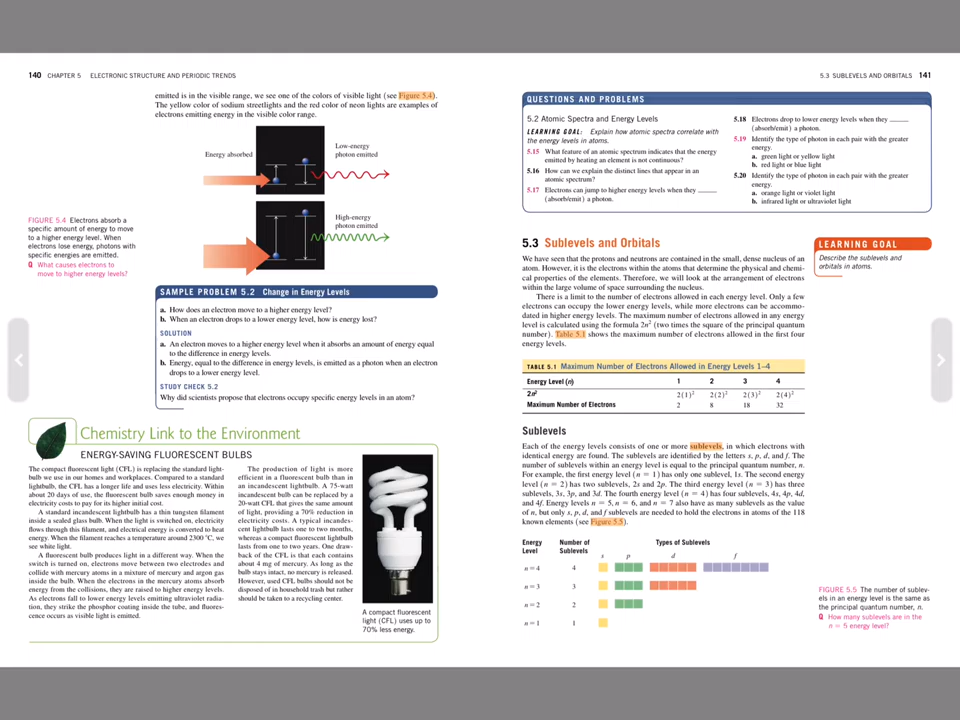 140 CHAPTER 5 ELECTRONIC STRUCTURE AND PERIODIC TRENDS
emitted is in the visible range, we see one of the colors of visible light (see Figure 5.4).
The yellow color of sodium streetlights and the red color of neon lights are examples of
electrons emitting energy in the visible color range.
Energy absorbed
Low-energy
photon emitted
High-energy
photon emitted
FIGURE 5.4 Electrons absorb a
specific amount of energy to move
to a higher energy level. When
electrons lose energy, photons with
specific energies are emitted.
Q What causes electrons to
move to higher energy levels?
SAMPLE PROBLEM 5.2 Change in Energy Levels
a. How does an electron move to a higher energy level?
b. When an electron drops to a lower energy level, how is energy lost?
SOLUTION
a. An electron moves to a higher energy level when it absorbs an amount of energy equal
to the difference in energy levels.
b. Energy, equal to the difference in energy levels, is emitted as a photon when an electron
drops to a lower energy level.
STUDY CHECK 5.2
Why did scientists propose that electrons occupy specific energy levels in an atom?
Chemistry Link to the Environment
ENERGY-SAVING FLUORESCENT BULBS
The compact fluorescent light (CFL) is replacing the standard light-
bulb we use in our homes and workplaces. Compared to a standard
lightbulb, the CFL has a longer life and uses less electricity. Within
about 20 days of use, the fluorescent bulb saves enough money in
electricity costs to pay for its higher initial cost.
A standard incandescent lightbulb has a thin tungsten filament
inside a sealed glass bulb. When the light is switched on, electricity
flows through this filament, and electrical energy is converted to heat
energy. When the filament reaches a temperature around 2300 °C, we
see white light.
A fluorescent bulb produces light in a different way. When the
switch is turned on, electrons move between two electrodes and
collide with mercury atoms in a mixture of mercury and argon gas
inside the bulb. When the electrons in the mercury atoms absorb
energy from the collisions, they are raised to higher energy levels.
As electrons fall to lower energy levels emitting ultraviolet radia-
tion, they strike the phosphor coating inside the tube, and fluores-
cence occurs as visible light is emitted.
The production of light is more
efficient in a fluorescent bulb than in
an incandescent lightbulb. A 75-watt
incandescent bulb can be replaced by a
20-watt CFL that gives the same amount
of light, providing a 70% reduction in
electricity costs. A typical incandes-
cent lightbulb lasts one to two months,
whereas a compact fluorescent lightbulb
lasts from one to two years. One draw-
back of the CFL is that each contains
about 4 mg of mercury. As long as the
bulb stays intact, no mercury is released.
However, used CFL bulbs should not be
disposed of in household trash but rather
should be taken to a recycling center.
A compact fluorescent
light (CFL) uses up to
70% less energy.
5.3 SUBLEVELS AND ORBITALS 141
QUESTIONS AND PROBLEMS
5.2 Atomic Spectra and Energy Levels
LEARNING GOAL: Explain how atomic spectra correlate with
the energy levels in atoms.
5.15 What feature of an atomic spectrum indicates that the energy
emitted by heating an element is not continuous?
5.16 How can we explain the distinct lines that appear in an
atomic spectrum?
5.17 Electrons can jump to higher energy levels when they _____
(absorb/emit) a photon.
5.18 Electrons drop to lower energy levels when they _____
(absorb/emit) a photon.
5.19 Identify the type of photon in each pair with the greater
energy.
a. green light or yellow light
b. red light or blue light
5.20 Identify the type of photon in each pair with the greater
energy.
a. orange light or violet light
b. infrared light or ultraviolet light
5.3 Sublevels and Orbitals
LEARNING GOAL
Describe the sublevels and
orbitals in atoms.
We have seen that the protons and neutrons are contained in the small, dense nucleus of an
atom. However, it is the electrons within the atoms that determine the physical and chemi-
cal properties of the elements. Therefore, we will look at the arrangement of electrons
within the large volume of space surrounding the nucleus.
There is a limit to the number of electrons allowed in each energy level. Only a few
electrons can occupy the lower energy levels, while more electrons can be accommo-
dated in higher energy levels. The maximum number of electrons allowed in any energy
level is calculated using the formula 2n² (two times the square of the principal quantum
number). Table 5.1 shows the maximum number of electrons allowed in the first four
energy levels.
TABLE 5.1 Maximum Number of Electrons Allowed in Energy Levels 1–4
Energy Level (n) 1 2 3 4
2n² 2(1)² 2(2)² 2(3)² 2(4)²
Maximum Number of Electrons 2 8 18 32
Sublevels
Each of the energy levels consists of one or more sublevels, in which electrons with
identical energy are found. The sublevels are identified by the letters s, p, d, and f. The
number of sublevels within an energy level is equal to the principal quantum number, n.
For example, the first energy level (n = 1) has only one sublevel, 1s. The second energy
level (n = 2) has two sublevels, 2s and 2p. The third energy level (n = 3) has three
sublevels, 3s, 3p, and 3d. The fourth energy level (n = 4) has four sublevels, 4s, 4p, 4d,
and 4f. Energy levels n = 5, n = 6, and n = 7 also have as many sublevels as the value
of n, but only s, p, d, and f sublevels are needed to hold the electrons in atoms of the 118
known elements (see Figure 5.5).
Energy
Level
Number of
Sublevels
Types of Sublevels
s p d f
n = 4 4
n = 3 3
n = 2 2
n = 1 1
FIGURE 5.5 The number of sublev-
els in an energy level is the same as
the principal quantum number, n.
Q How many sublevels are in the
n = 5 energy level?